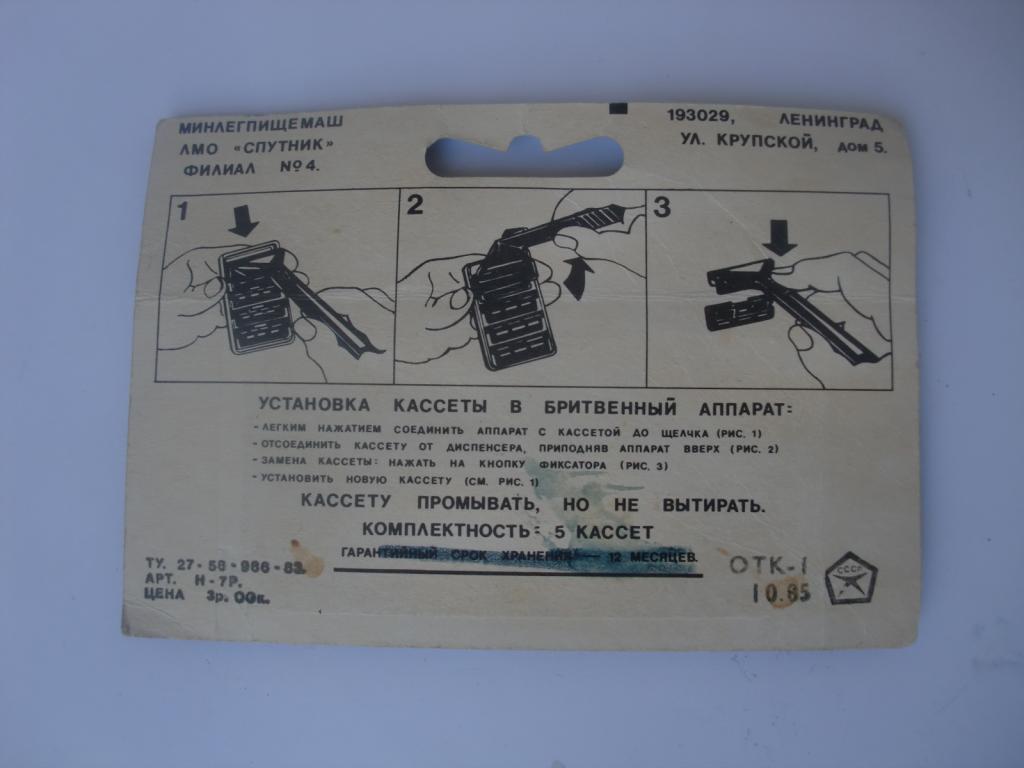 МИНЛЕГПИЩЕМАШ
ЛМО «СПУТНИК»
ФИЛИАЛ №4.
193029, ЛЕНИНГРАД
УЛ. КРУПСКОЙ, ДОМ 5.
1
2
3
УСТАНОВКА КАССЕТЫ В БРИТВЕННЫЙ АППАРАТ:
-ЛЕГКИМ НАЖАТИЕМ СОЕДИНИТЬ АППАРАТ С КАССЕТОЙ ДО ЩЕЛЧКА (РИС. 1)
-ОТСОЕДИНИТЬ КАССЕТУ ОТ ДИСПЕНСЕРА, ПРИПОДНЯВ АППАРАТ ВВЕРХ (РИС. 2)
-ЗАМЕНА КАССЕТЫ: НАЖАТЬ НА КНОПКУ ФИКСАТОРА (РИС. 3)
-УСТАНОВИТЬ НОВУЮ КАССЕТУ (СМ. РИС. 1)
КАССЕТУ ПРОМЫВАТЬ, НО НЕ ВЫТИРАТЬ.
КОМПЛЕКТНОСТЬ: 5 КАССЕТ
ГАРАНТИЙНЫЙ СРОК ХРАНЕНИЯ — 12 МЕСЯЦЕВ.
ТУ. 27-56-986-83
АРТ. Н-7Р.
ЦЕНА 3р. 00к.
ОТК-1
10.85
СССР